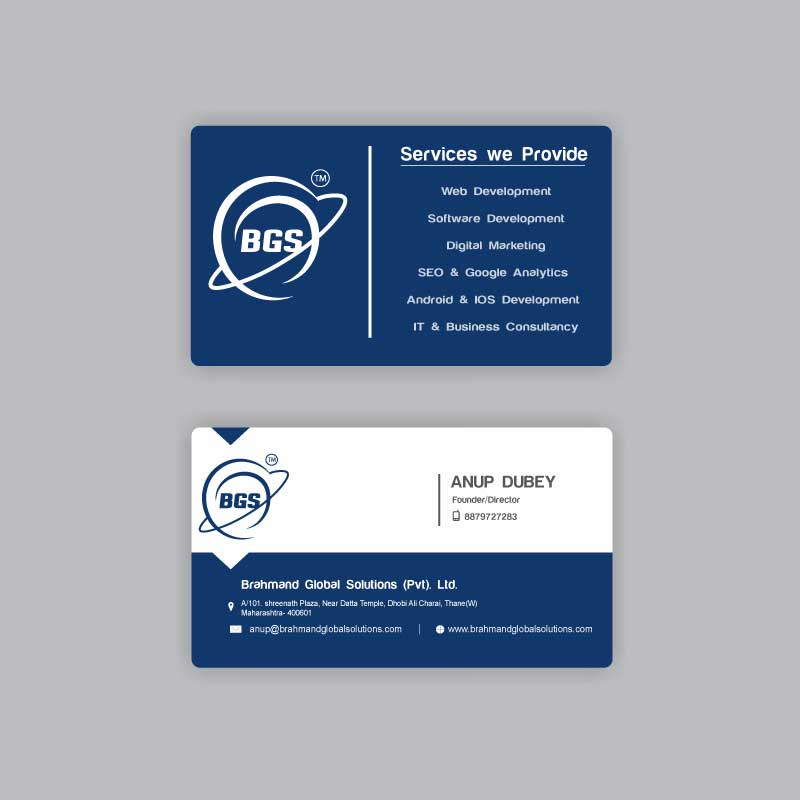 TM
BGS
Services we Provide
Web Development
Software Development
Digital Marketing
SEO & Google Analytics
Android & IOS Development
IT & Business Consultancy
TM
BGS
ANUP DUBEY
Founder/Director
8879727283
Brahmand Global Solutions (Pvt). Ltd.
A/101. shreenath Plaza, Near Datta Temple, Dhobi Ali Charai, Thane(W)
Maharashtra- 400601
anup@brahmandglobalsolutions.com | www.brahmandglobalsolutions.com